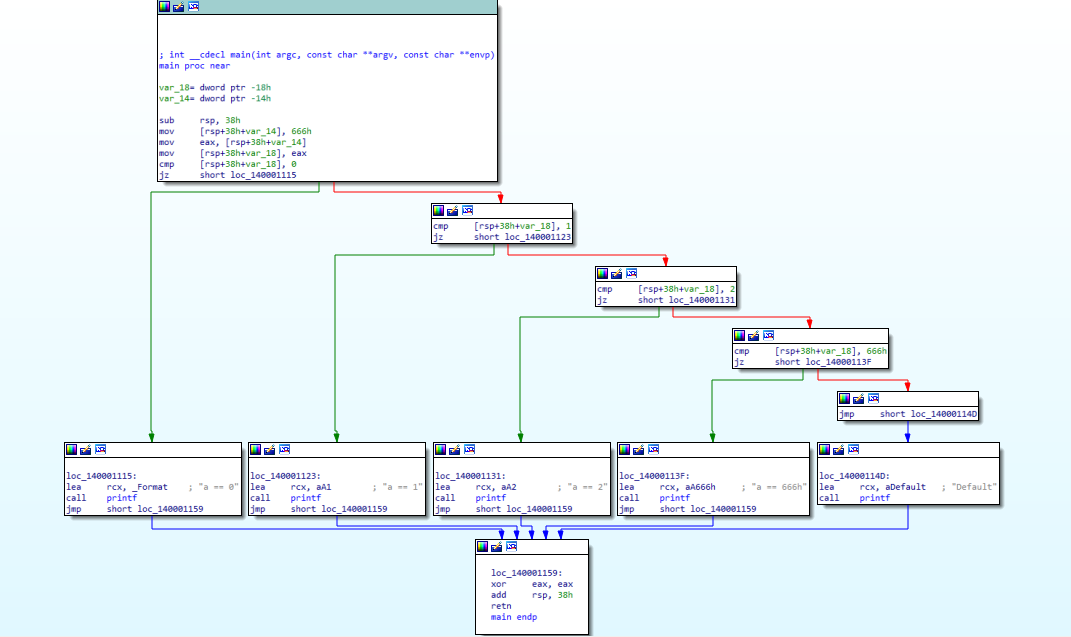 ; int __cdecl main(int argc, const char **argv, const char **envp)
main proc near
var_18= dword ptr -18h
var_14= dword ptr -14h
sub rsp, 38h
mov [rsp+38h+var_14], 666h
mov eax, [rsp+38h+var_14]
mov [rsp+38h+var_18], eax
cmp [rsp+38h+var_18], 0
jz short loc_140001115
cmp [rsp+38h+var_18], 1
jz short loc_140001123
cmp [rsp+38h+var_18], 2
jz short loc_140001131
cmp [rsp+38h+var_18], 666h
jz short loc_14000113F
jmp short loc_14000114D
loc_140001115:
lea rcx, _Format ; "a == 0"
call printf
jmp short loc_140001159
loc_140001123:
lea rcx, aA1 ; "a == 1"
call printf
jmp short loc_140001159
loc_140001131:
lea rcx, aA2 ; "a == 2"
call printf
jmp short loc_140001159
loc_14000113F:
lea rcx, aA666h ; "a == 666h"
call printf
jmp short loc_140001159
loc_14000114D:
lea rcx, aDefault ; "Default"
call printf
loc_140001159:
xor eax, eax
add rsp, 38h
retn
main endp